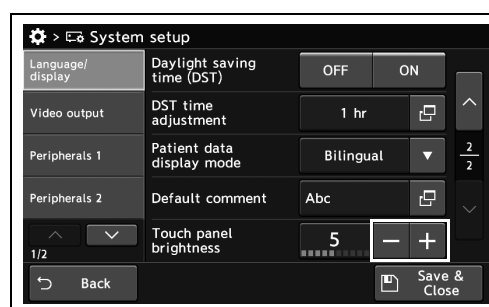 > System setup
Language/
display
Video output
Peripherals 1
Peripherals 2
1/2
Back
Daylight saving
time (DST)
OFF
ON
DST time
adjustment
1 hr
Patient data
display mode
Bilingual
Default comment
Abc
Touch panel
brightness
5
− +
2
2
Save &
Close